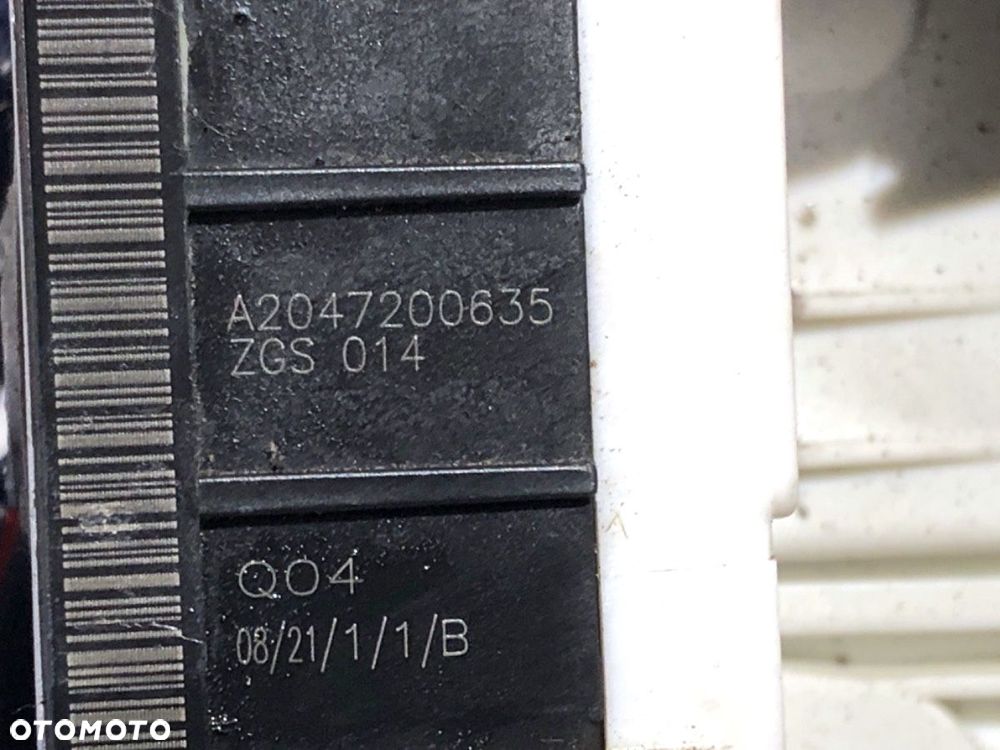 A2047200635
ZGS 014
Q04
08/21/1/1/B
OTOMOTO